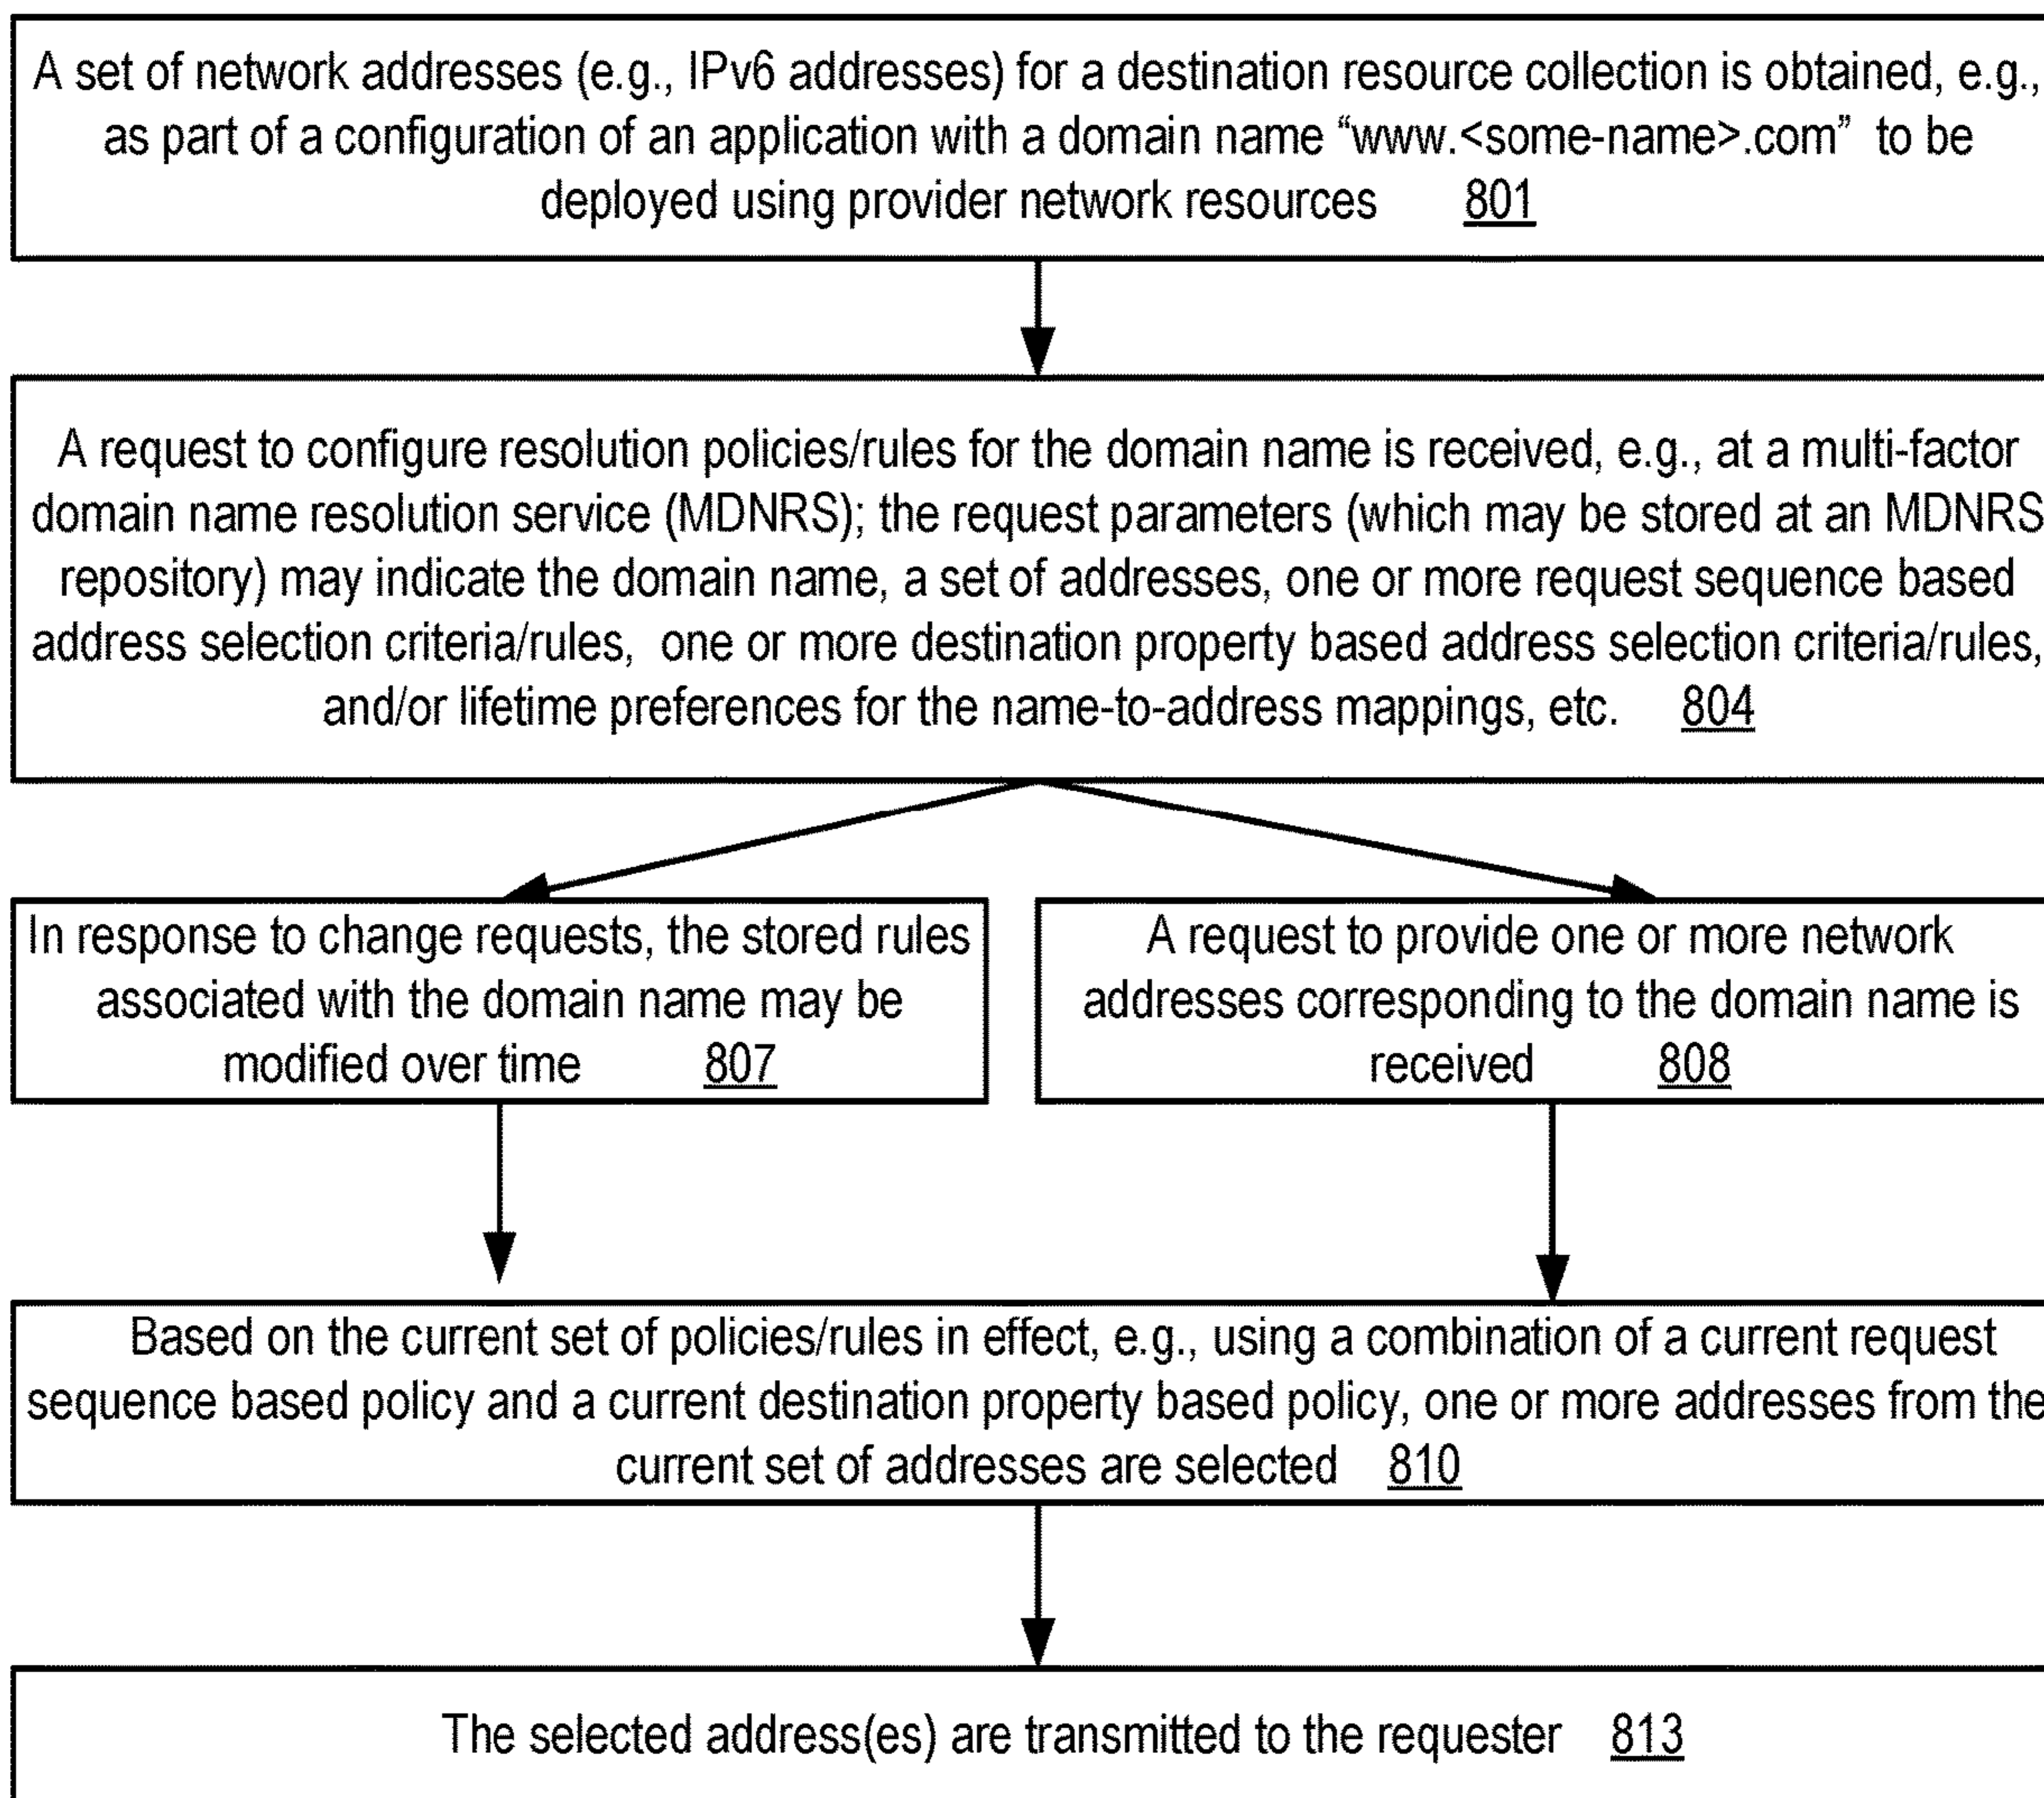 A set of network addresses (e.g., IPv6 addresses) for a destination resource collection is obtained, e.g.,
as part of a configuration of an application with a domain name “www.<some-name>.com” to be
deployed using provider network resources 801
A request to configure resolution policies/rules for the domain name is received, e.g., at a multi-factor
domain name resolution service (MDNRS); the request parameters (which may be stored at an MDNRS
repository) may indicate the domain name, a set of addresses, one or more request sequence based
address selection criteria/rules, one or more destination property based address selection criteria/rules,
and/or lifetime preferences for the name-to-address mappings, etc. 804
In response to change requests, the stored rules
associated with the domain name may be
modified over time 807
A request to provide one or more network
addresses corresponding to the domain name is
received 808
Based on the current set of policies/rules in effect, e.g., using a combination of a current request
sequence based policy and a current destination property based policy, one or more addresses from the
current set of addresses are selected 810
The selected address(es) are transmitted to the requester 813